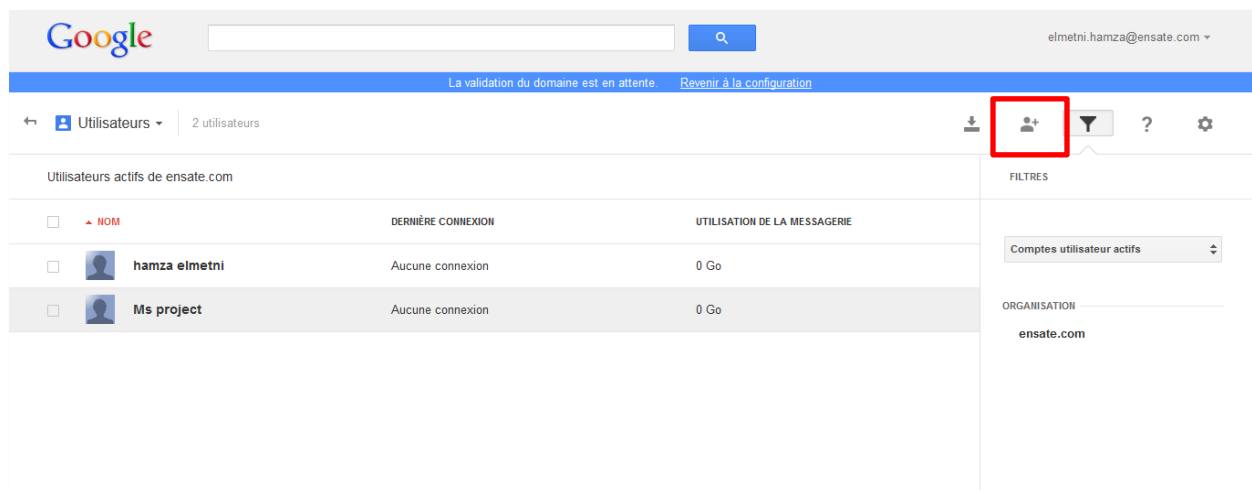 Google
elmetni.hamza@ensate.com
La validation du domaine est en attente. Revenir à la configuration
Utilisateurs 2 utilisateurs ?
Utilisateurs actifs de ensate.com FILTRES
NOM DERNIÈRE CONNEXION UTILISATION DE LA MESSAGERIE
Comptes utilisateur actifs
hamza elmetni Aucune connexion 0 Go
Ms project Aucune connexion 0 Go
ORGANISATION
ensate.com